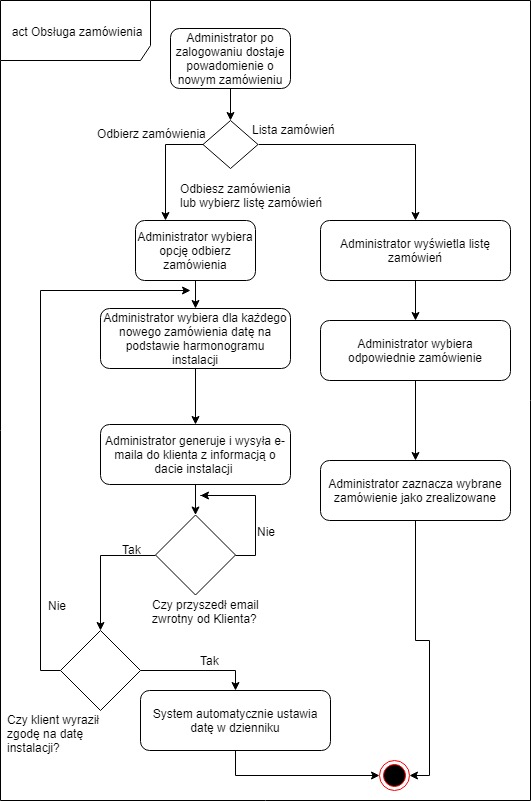 act Obsługa zamówienia
Administrator po
zalogowaniu dostaje
powadomienie o
nowym zamówieniu
Odbierz zamówienia
Lista zamówień
Odbiesz zamówienia
lub wybierz listę zamówień
Administrator wybiera
opcję odbierz
zamówienia
Administrator wyświetla listę
zamówień
Administrator wybiera dla każdego
nowego zamówienia datę na
podstawie harmonogramu
instalacji
Administrator wybiera
odpowiednie zamówienie
Administrator generuje i wysyła e-
maila do klienta z informacją o
dacie instalacji
Administrator zaznacza wybrane
zamówienie jako zrealizowane
Nie
Tak
Czy przyszedł email
zwrotny od Klienta?
Nie
Tak
Czy klient wyraził
zgodę na datę
instalacji?
System automatycznie ustawia
datę w dzienniku